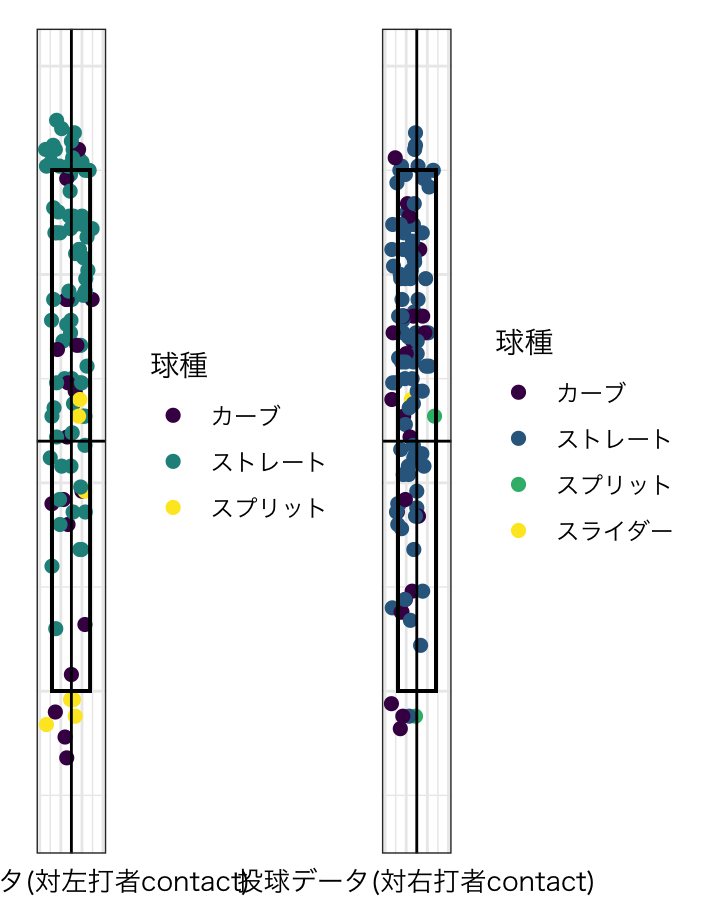 球種
カーブ
ストレート
スプリット
球種
カーブ
ストレート
スプリット
スライダー
タ(対左打者contact)
投球データ(対右打者contact)